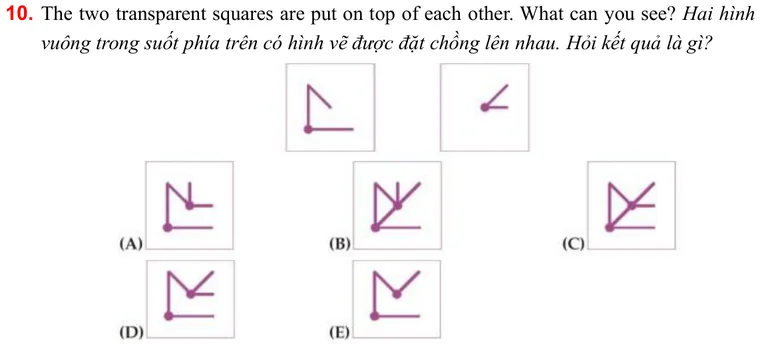 10. The two transparent squares are put on top of each other. What can you see? Hai hình
vuông trong suốt phía trên có hình vẽ được đặt chồng lên nhau. Hỏi kết quả là gì?
(A) (B) (C)
(D) (E)